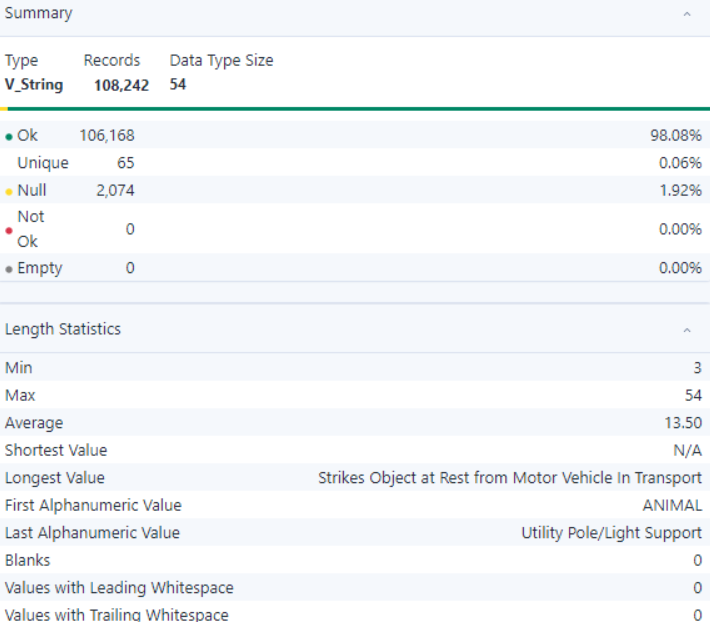 Summary
Type Records Data Type Size
V_String 108,242 54
Ok 106,168 98.08%
Unique 65 0.06%
Null 2,074 1.92%
Not
Ok 0 0.00%
Empty 0 0.00%
Length Statistics
Min 3
Max 54
Average 13.50
Shortest Value N/A
Longest Value Strikes Object at Rest from Motor Vehicle In Transport
First Alphanumeric Value ANIMAL
Last Alphanumeric Value Utility Pole/Light Support
Blanks 0
Values with Leading Whitespace 0
Values with Trailing Whitespace 0